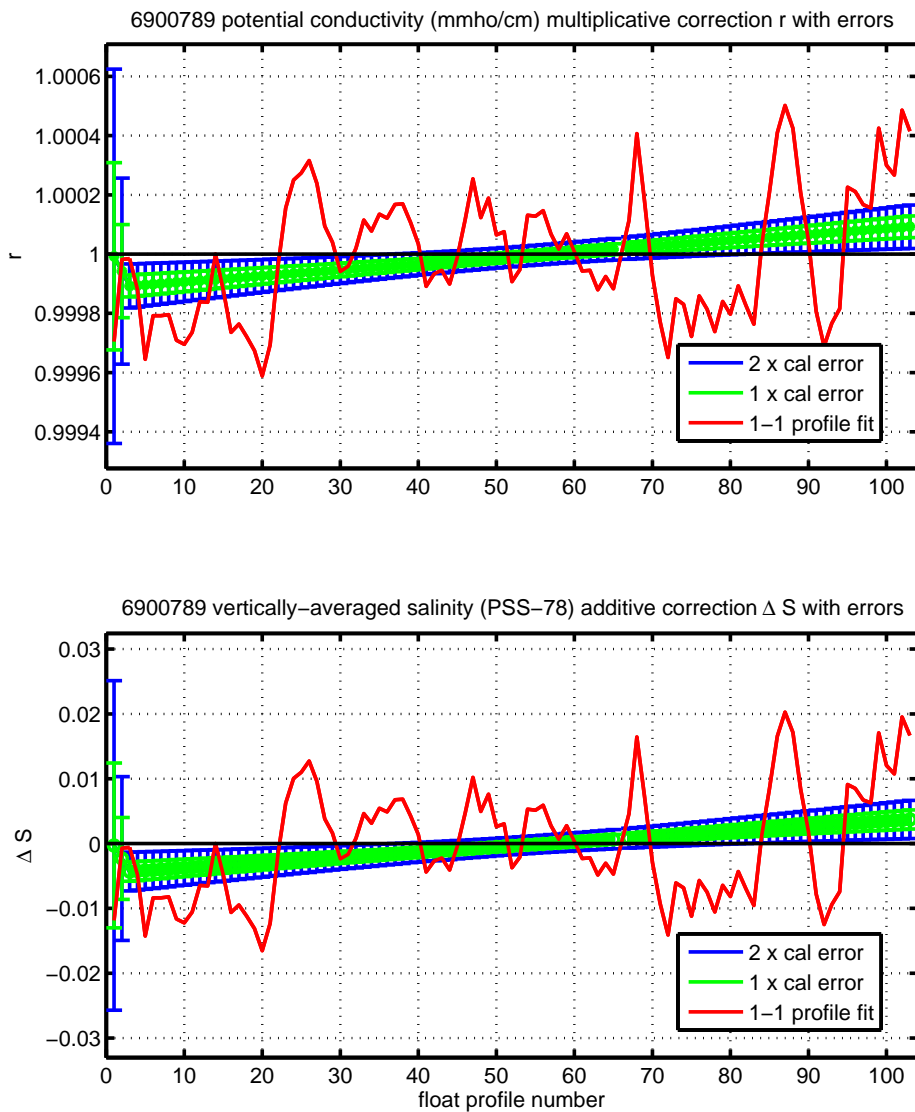 6900789 potential conductivity (mmho/cm) multiplicative correction r with errors
1.0006
1.0004
1.0002
1
0.9998
0.9996
0.9994
r
2 x cal error
1 x cal error
1−1 profile fit
0 10 20 30 40 50 60 70 80 90 100
6900789 vertically−averaged salinity (PSS−78) additive correction Δ S with errors
0.03
0.02
0.01
0
−0.01
−0.02
−0.03
Δ S
2 x cal error
1 x cal error
1−1 profile fit
0 10 20 30 40 50 60 70 80 90 100
float profile number